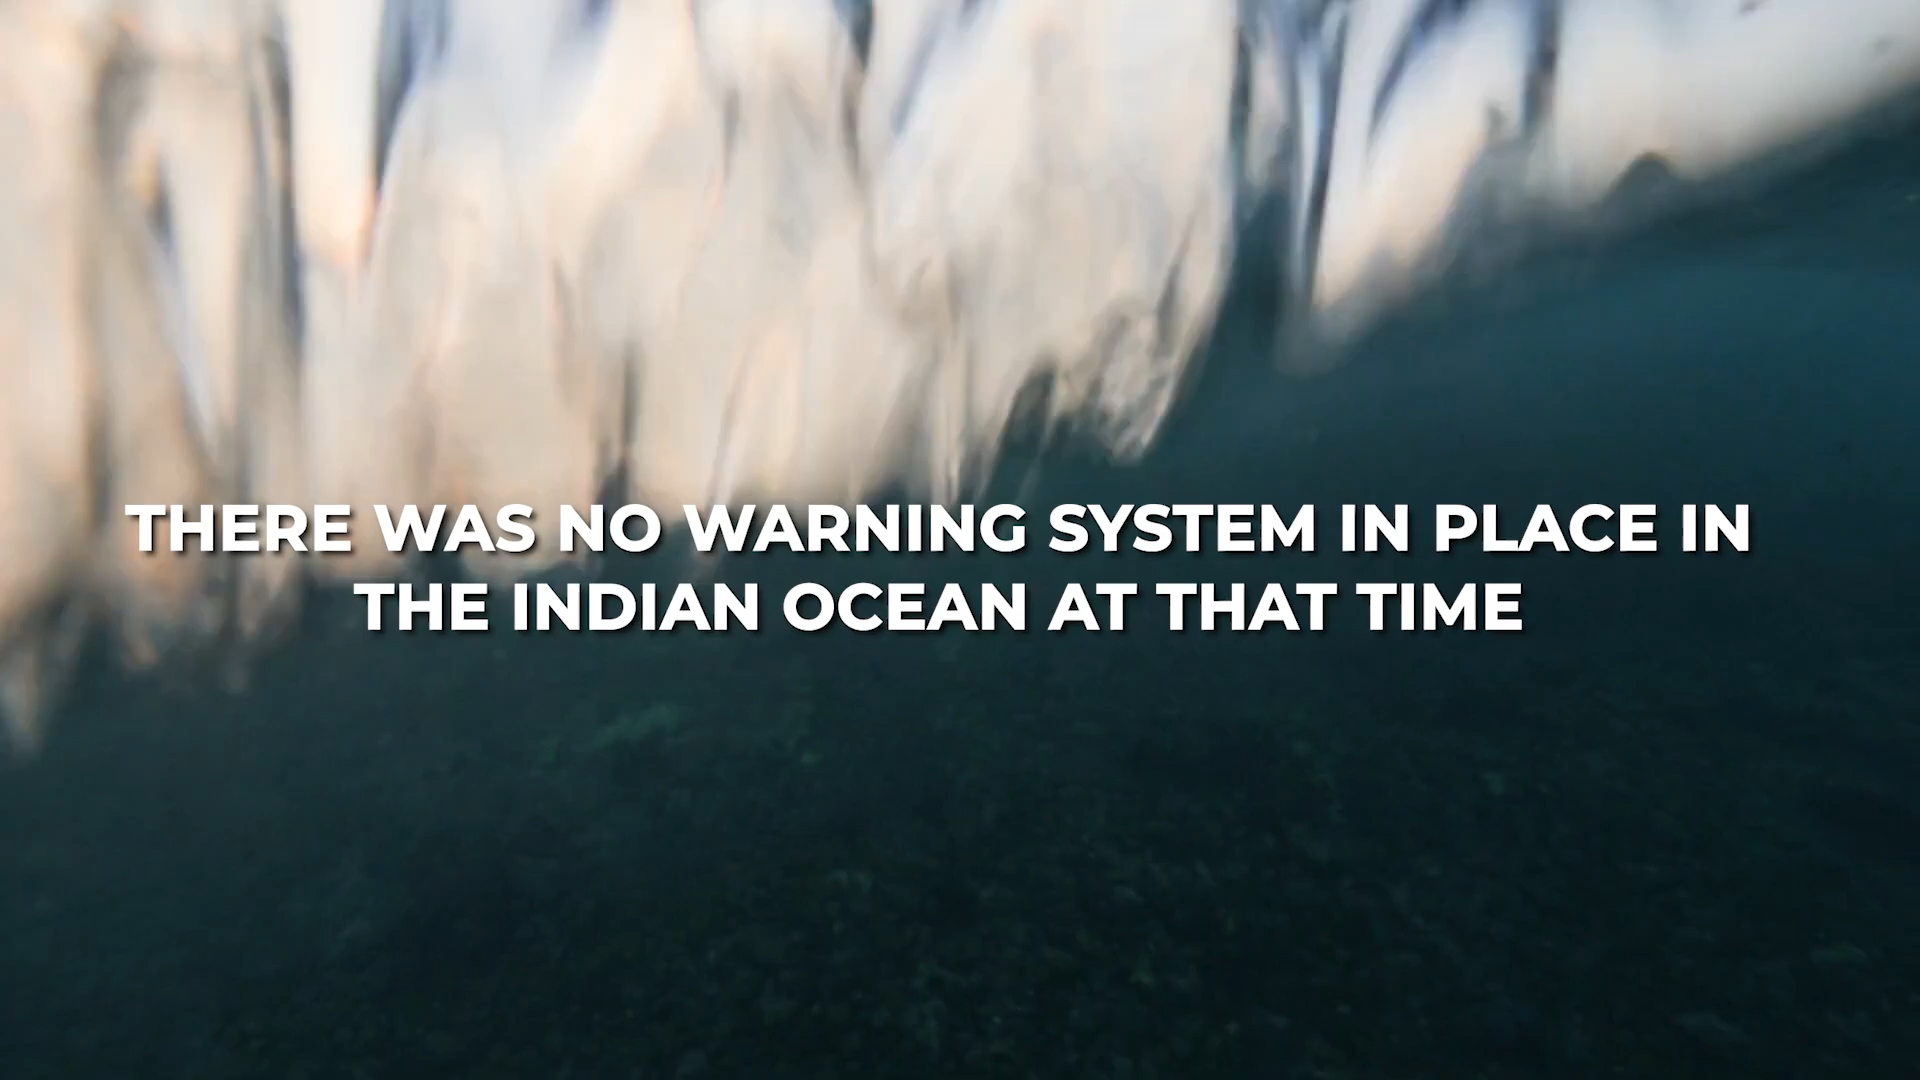 THERE WAS NO WARNING SYSTEM IN PLACE IN
THE INDIAN OCEAN AT THAT TIME